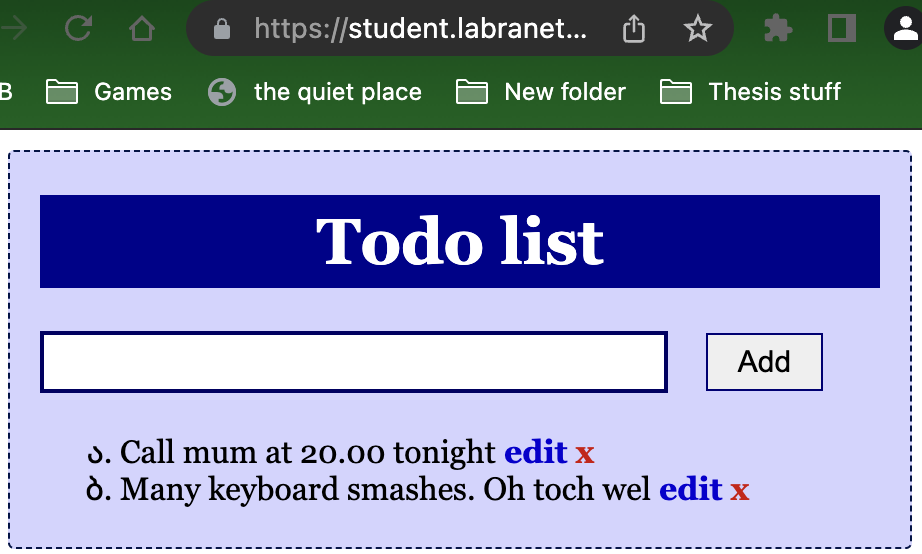 https://student.labranet...
B Games the quiet place New folder Thesis stuff
Todo list
Add
ა. Call mum at 20.00 tonight edit x
ბ. Many keyboard smashes. Oh toch wel edit x